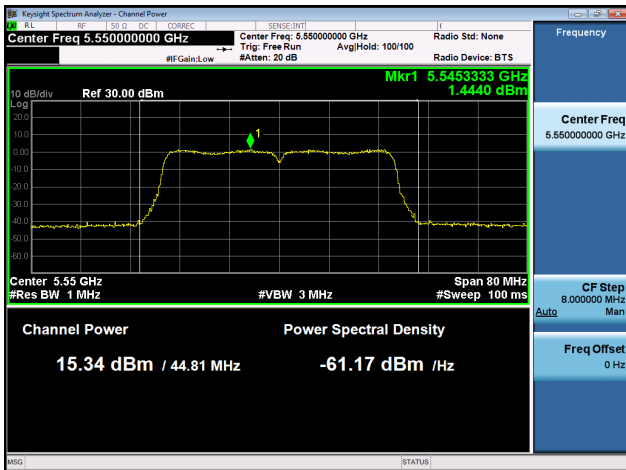 Keysight Spectrum Analyzer - Channel Power
RL RF 50 Ω DC CORREC SENSE:INT
Center Freq 5.550000000 GHz
Center Freq: 5.550000000 GHz
Radio Std: None
Trig: Free Run Avg|Hold: 100/100
#IFGain:Low
#Atten: 20 dB
Radio Device: BTS
Mkr1 5.5453333 GHz
1.4440 dBm
10 dB/div Ref 30.00 dBm
Log
20.0
10.0
1
0.00
-10.0
-20.0
-30.0
-40.0
-50.0
-60.0
Center 5.55 GHz
Span 80 MHz
#Res BW 1 MHz
#VBW 3 MHz
#Sweep 100 ms
Channel Power
Power Spectral Density
15.34 dBm / 44.81 MHz
-61.17 dBm /Hz
Frequency
Center Freq
5.550000000 GHz
CF Step
8.000000 MHz
Auto Man
Freq Offset
0 Hz
MSG
STATUS